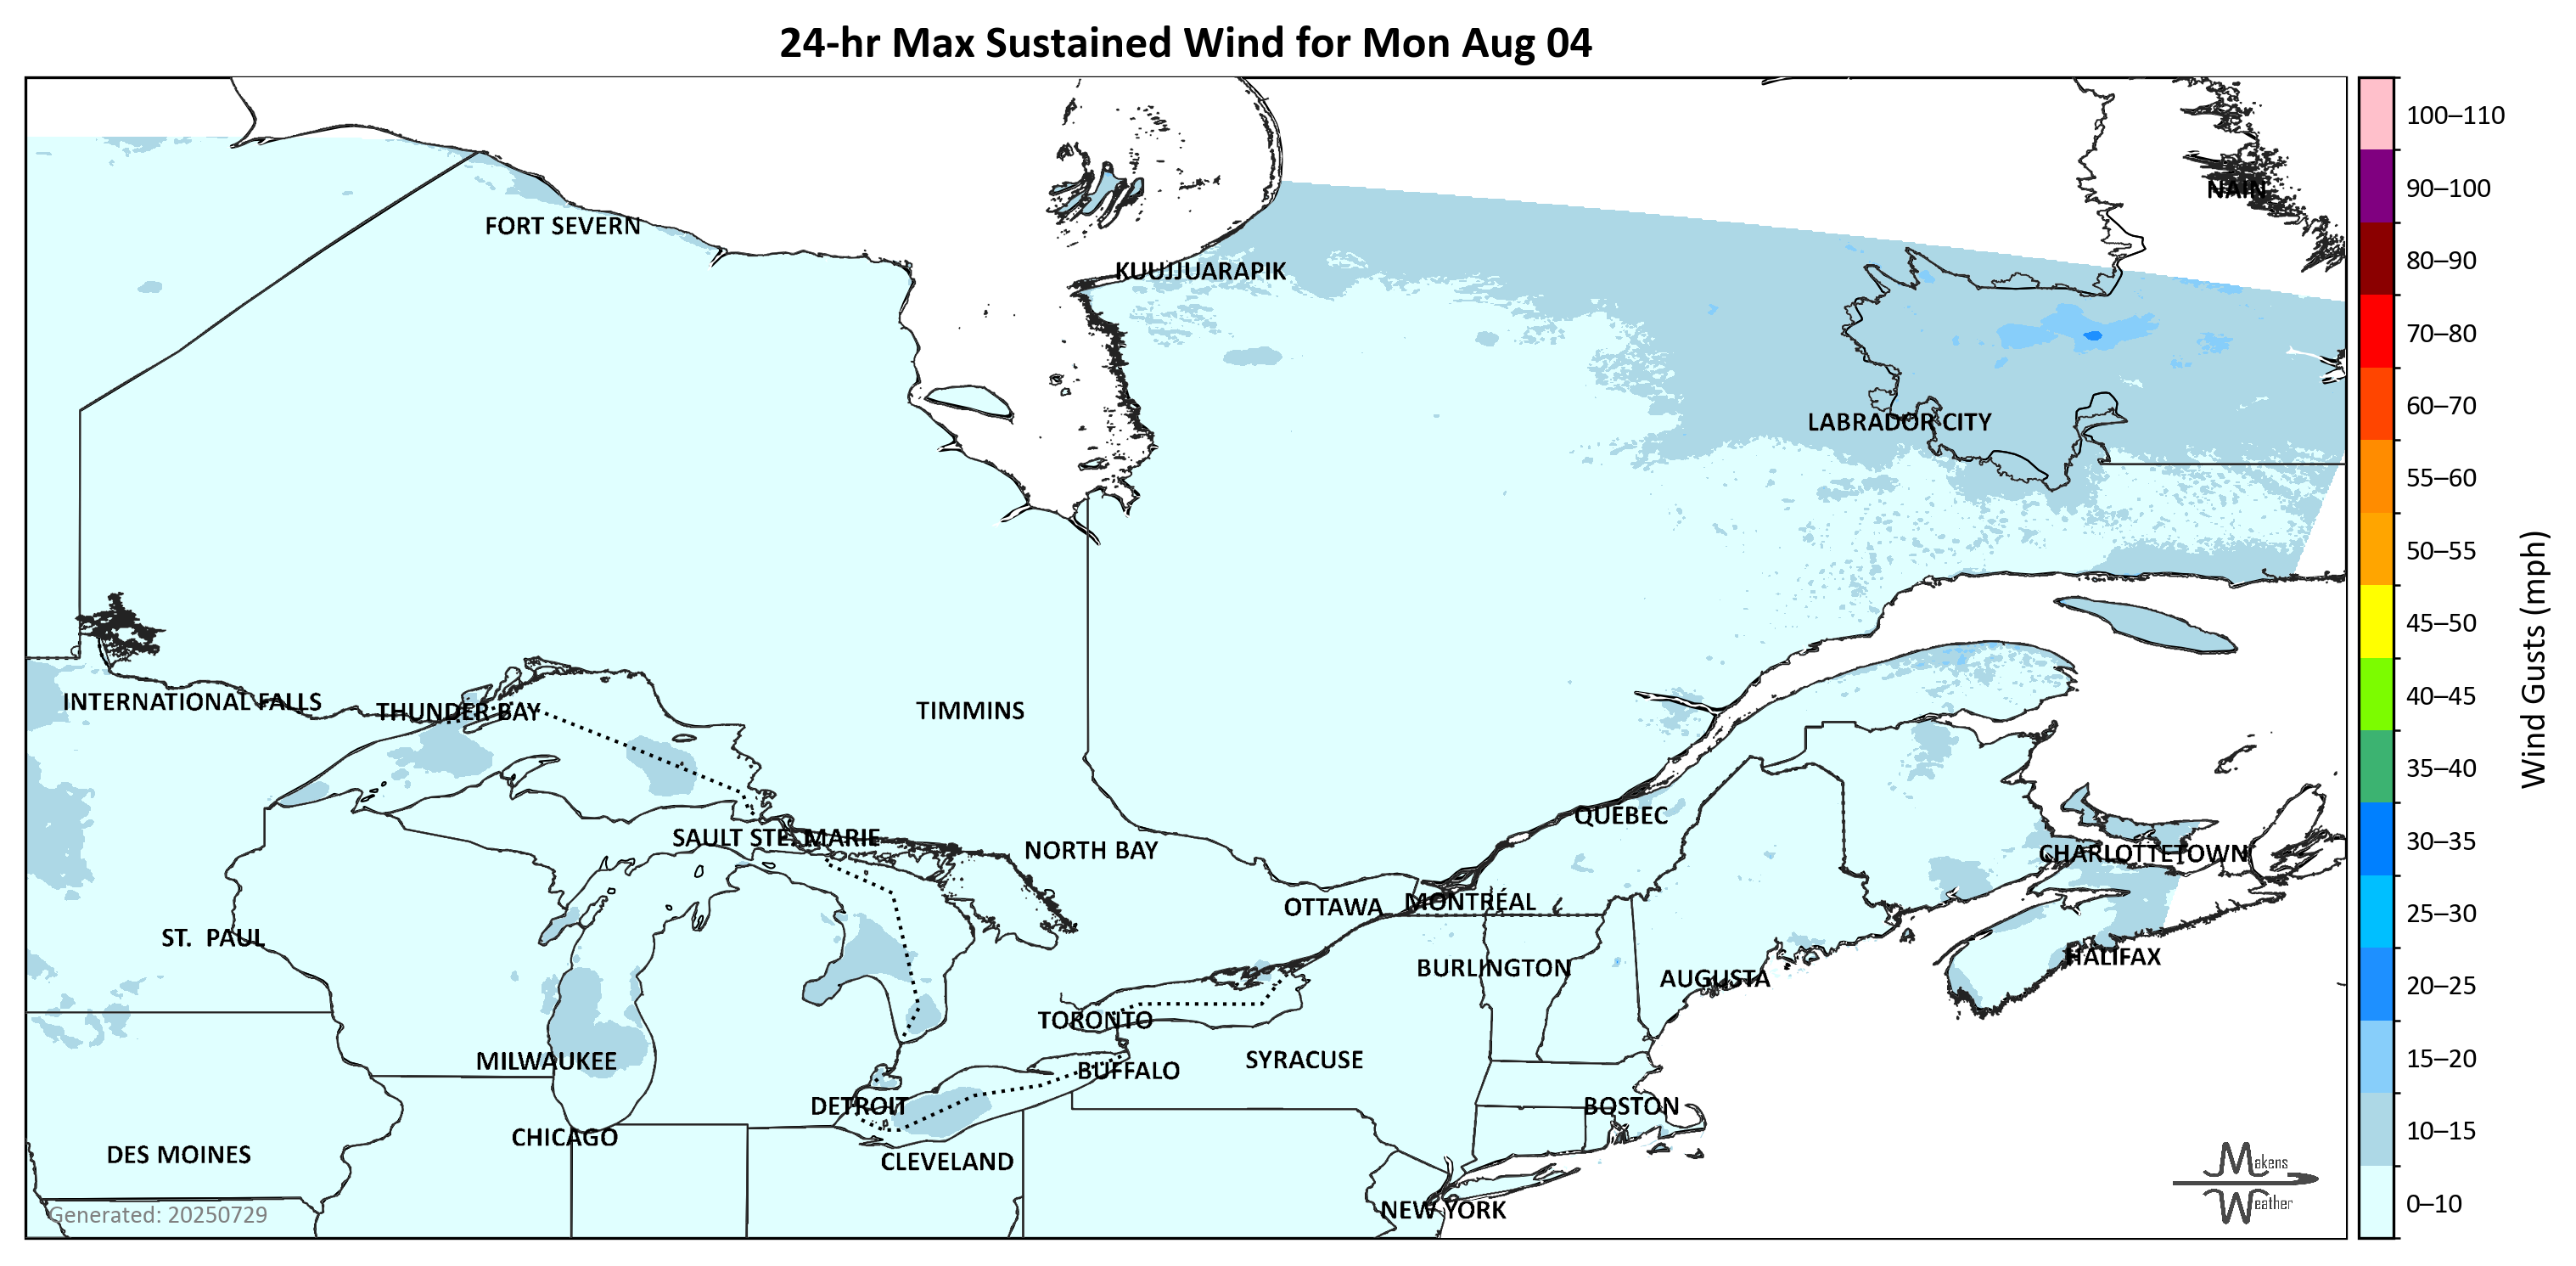 24-hr Max Sustained Wind for Mon Aug 04
100–110
90–100
NAIN
FORT SEVERN
80–90
KUUJJUARAPIK
70–80
60–70
LABRADOR CITY
55–60
50–55
45–50
Wind Gusts (mph)
40–45
INTERNATIONAL FALLS
THUNDER BAY
TIMMINS
35–40
QUÉBEC
30–35
SAULT STE. MARIE
NORTH BAY
CHARLOTTETOWN
OTTAWA
MONTRÉAL
25–30
ST. PAUL
HALIFAX
BURLINGTON
AUGUSTA
20–25
TORONTO
MILWAUKEE
SYRACUSE
15–20
BUFFALO
DETROIT
BOSTON
10–15
CHICAGO
DES MOINES
CLEVELAND
Makens
Weather
0–10
NEW YORK
Generated: 20250729